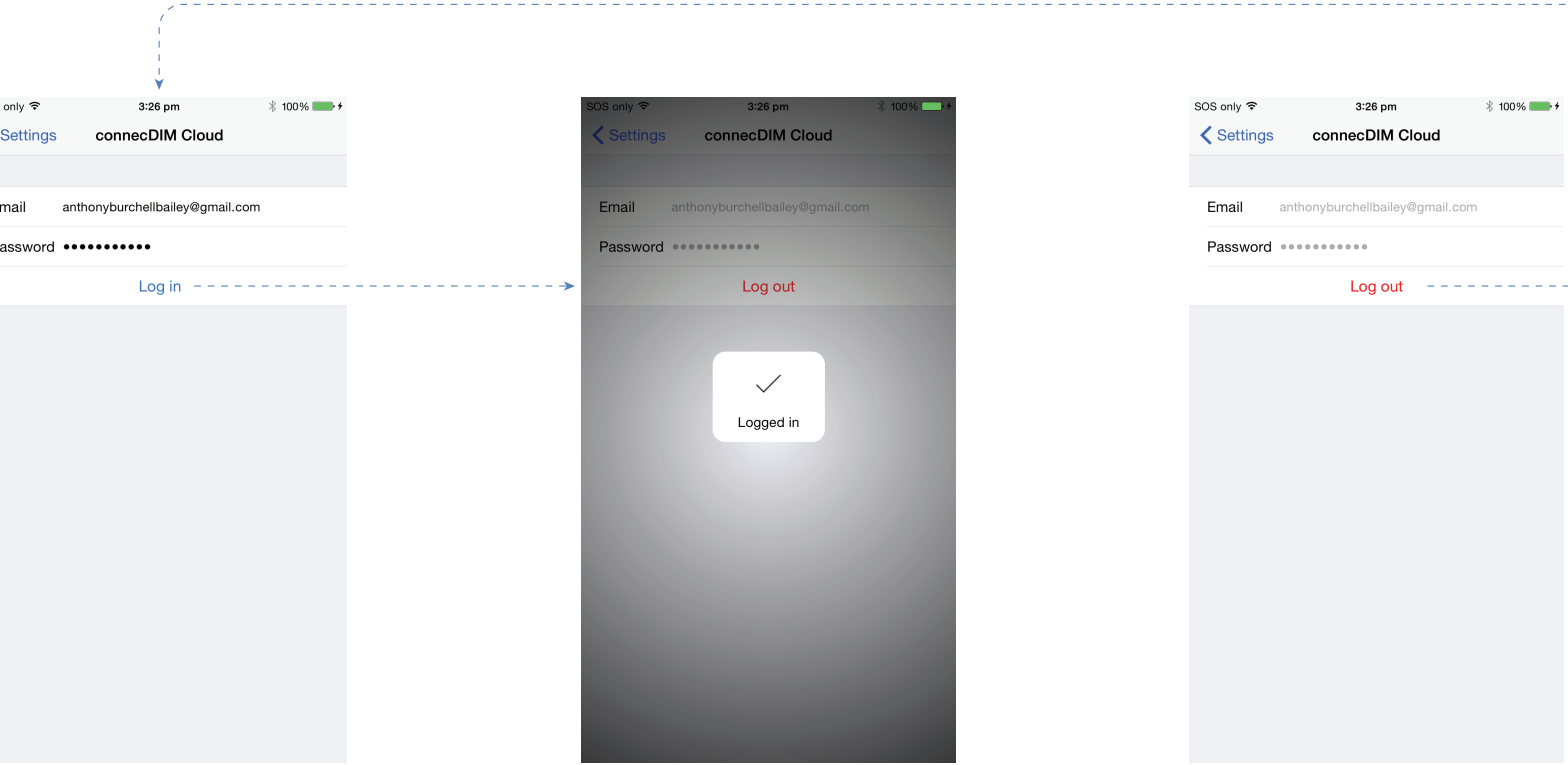 only 3:26 pm 100%
Settings connecDIM Cloud
mail anthonyburchellbailey@gmail.com
assword •••••••••••
Log in
SOS only 3:26 pm 100%
Settings connecDIM Cloud
Email anthonyburchellbailey@gmail.com
Password •••••••••••
Log out
Logged in
SOS only 3:26 pm 100%
Settings connecDIM Cloud
Email anthonyburchellbailey@gmail.com
Password •••••••••••
Log out